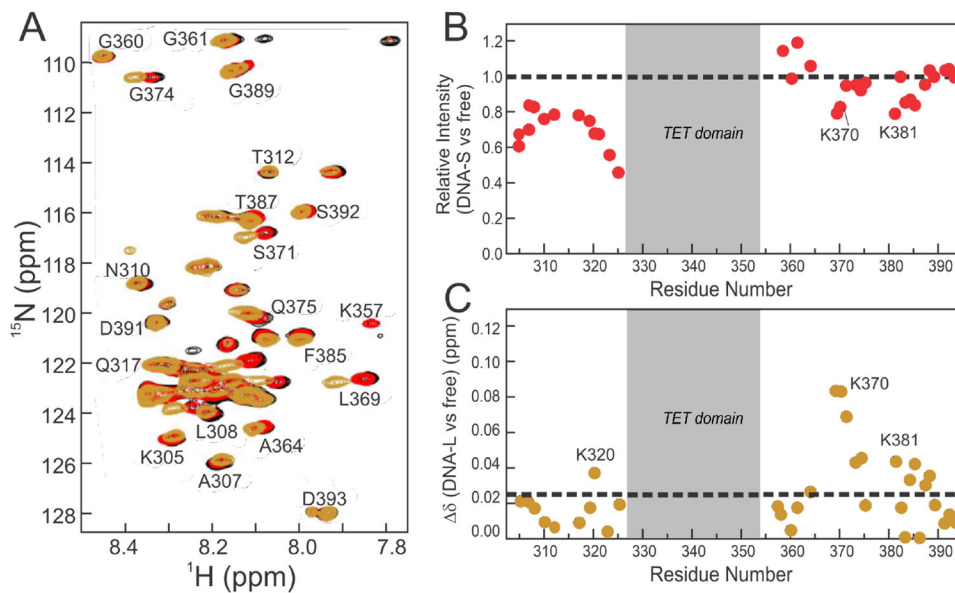 A
G360
G361
110
G374
G389
112
114
T312
T387
S392
116
S371
118
N310
Q375
K357
120
D391
F385
122
Q317
L369
124
L308
K305
A364
126
A307
D393
128
8.4
8.2
8.0
7.8
¹⁵N (ppm)
¹H (ppm)
B
1.2
1.0
0.8
0.6
0.4
0.2
0.0
Relative Intensity
(DNA-S vs free)
TET domain
K370
K381
310 320 330 340 350 360 370 380 390
Residue Number
C
0.12
0.08
0.04
0.02
0.00
Δδ (DNA-L vs free) (ppm)
K320
TET domain
K370
K381
310 320 330 340 350 360 370 380 390
Residue Number